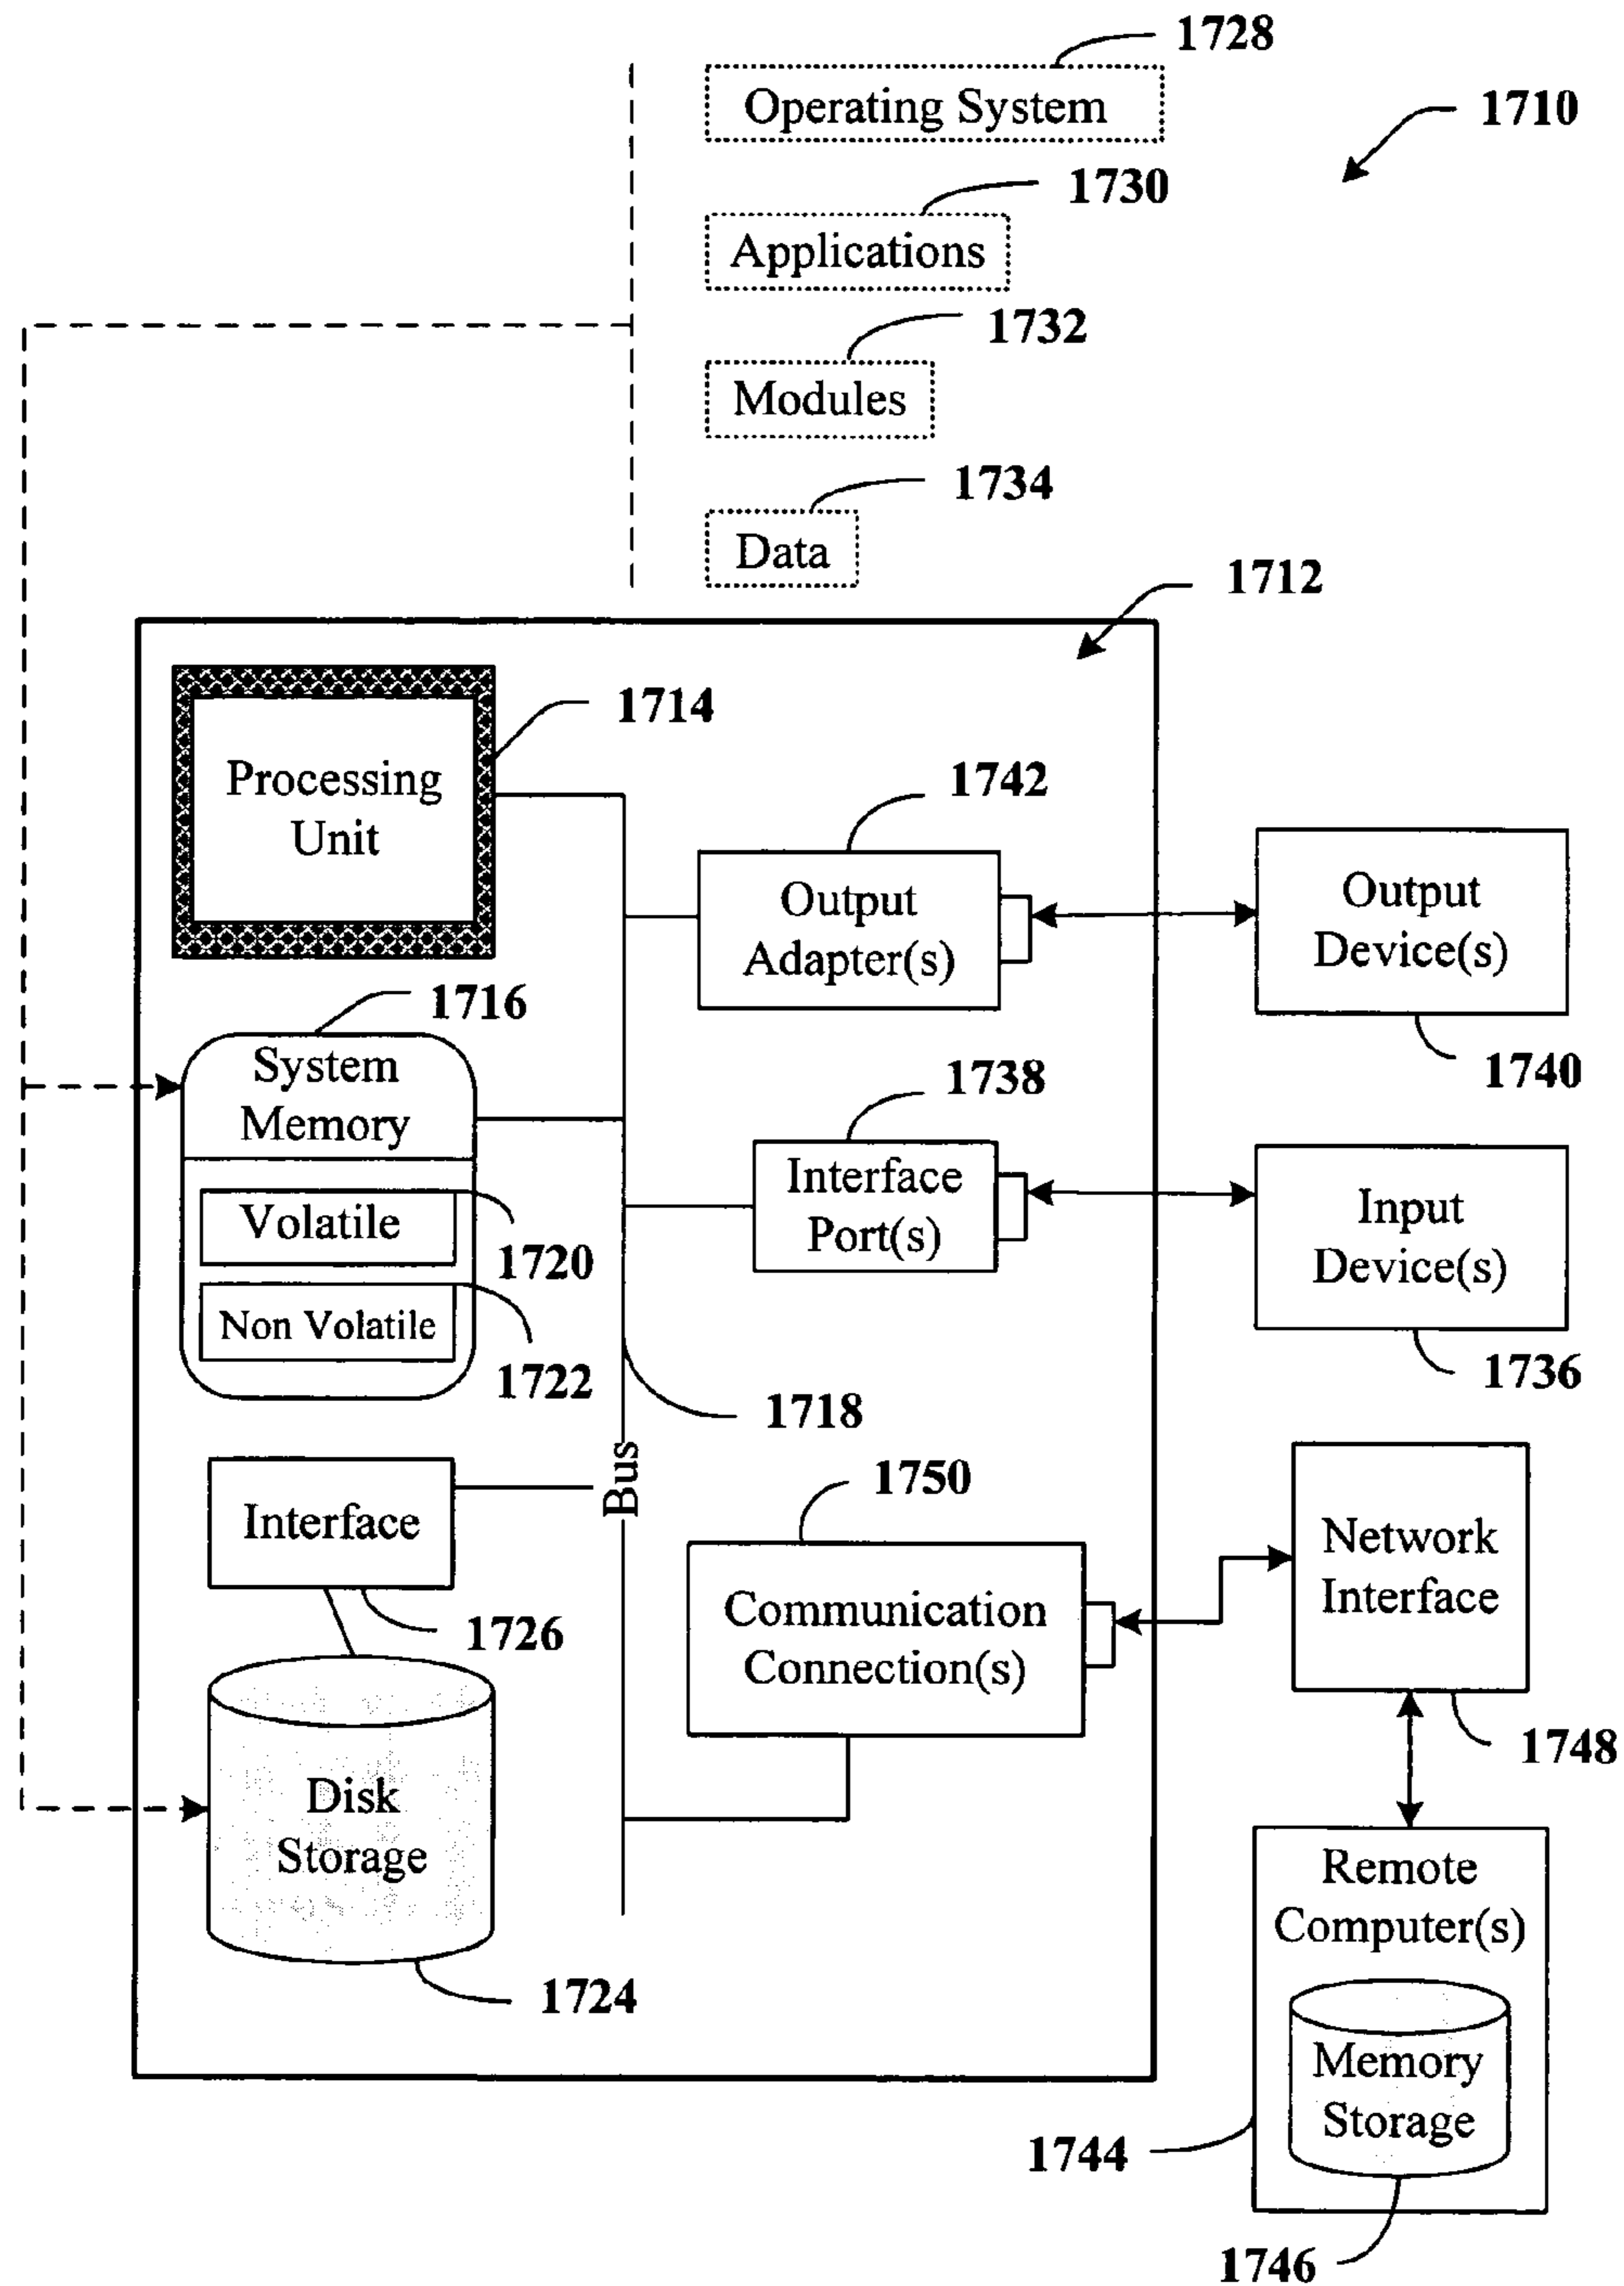 1728
Operating System
1710
1730
Applications
1732
Modules
1734
Data
1712
1714
Processing
Unit
1742
Output
Adapter(s)
Output
Device(s)
1740
1716
System
Memory
1738
Interface
Port(s)
Input
Device(s)
1736
Volatile
1720
Non Volatile
1722
1718
Bus
1750
Interface
1726
Communication
Connection(s)
Network
Interface
1748
Disk
Storage
1724
Remote
Computer(s)
Memory
Storage
1744
1746